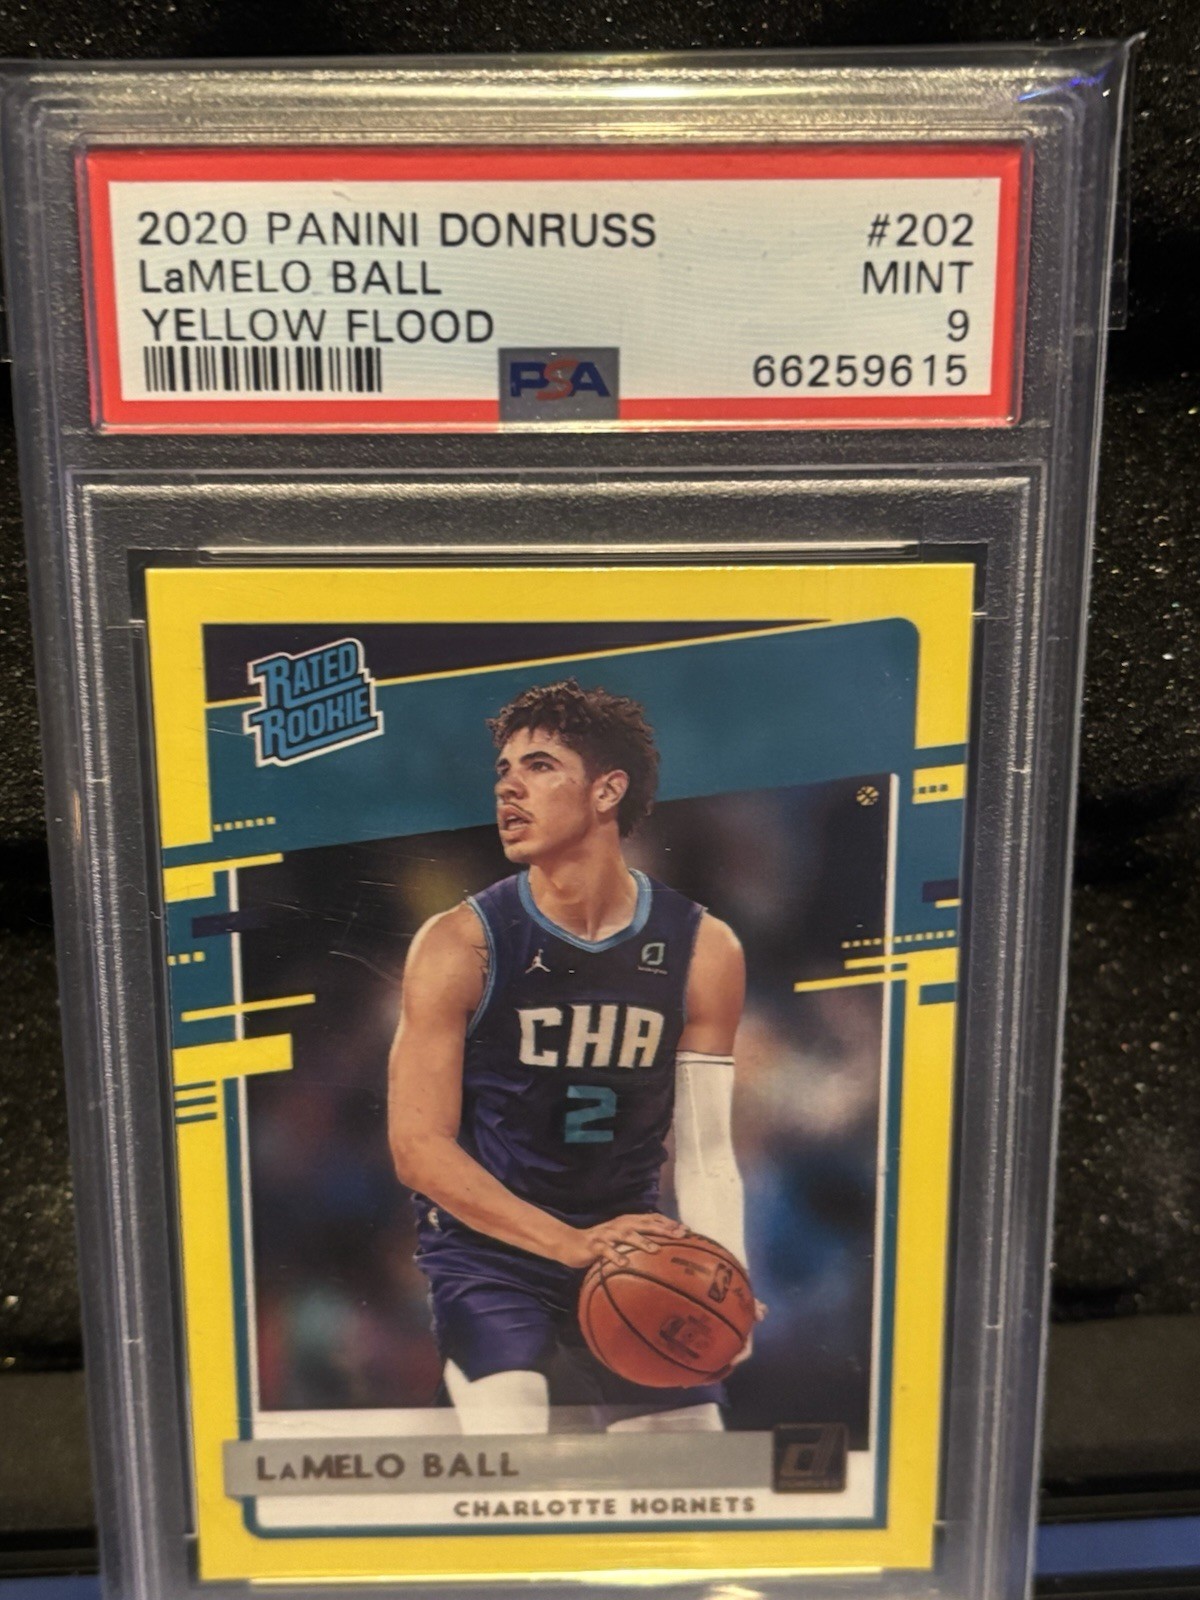 2020 PANINI DONRUSS #202
LaMELO BALL MINT
YELLOW FLOOD 9
PSA 66259615
RATED
ROOKIE
CHA
2
LaMELO BALL
CHARLOTTE HORNETS